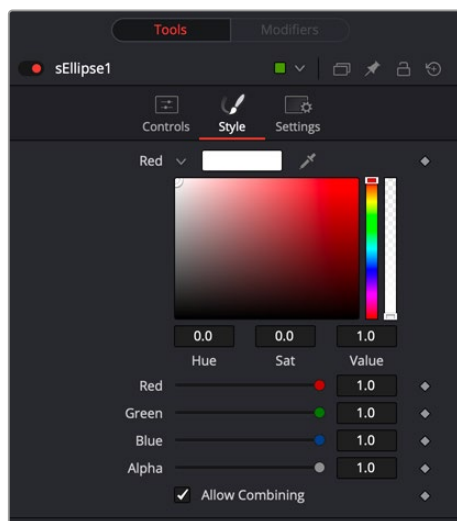 Tools Modifiers
sEllipse1
Controls Style Settings
Red
0.0 0.0 1.0
Hue Sat Value
Red 1.0
Green 1.0
Blue 1.0
Alpha 1.0
Allow Combining